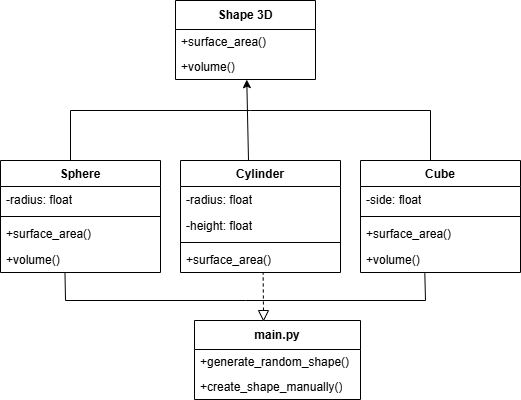 Shape 3D
+surface_area()
+volume()
Sphere
-radius: float
+surface_area()
+volume()
Cylinder
-radius: float
-height: float
+surface_area()
Cube
-side: float
+surface_area()
+volume()
main.py
+generate_random_shape()
+create_shape_manually()